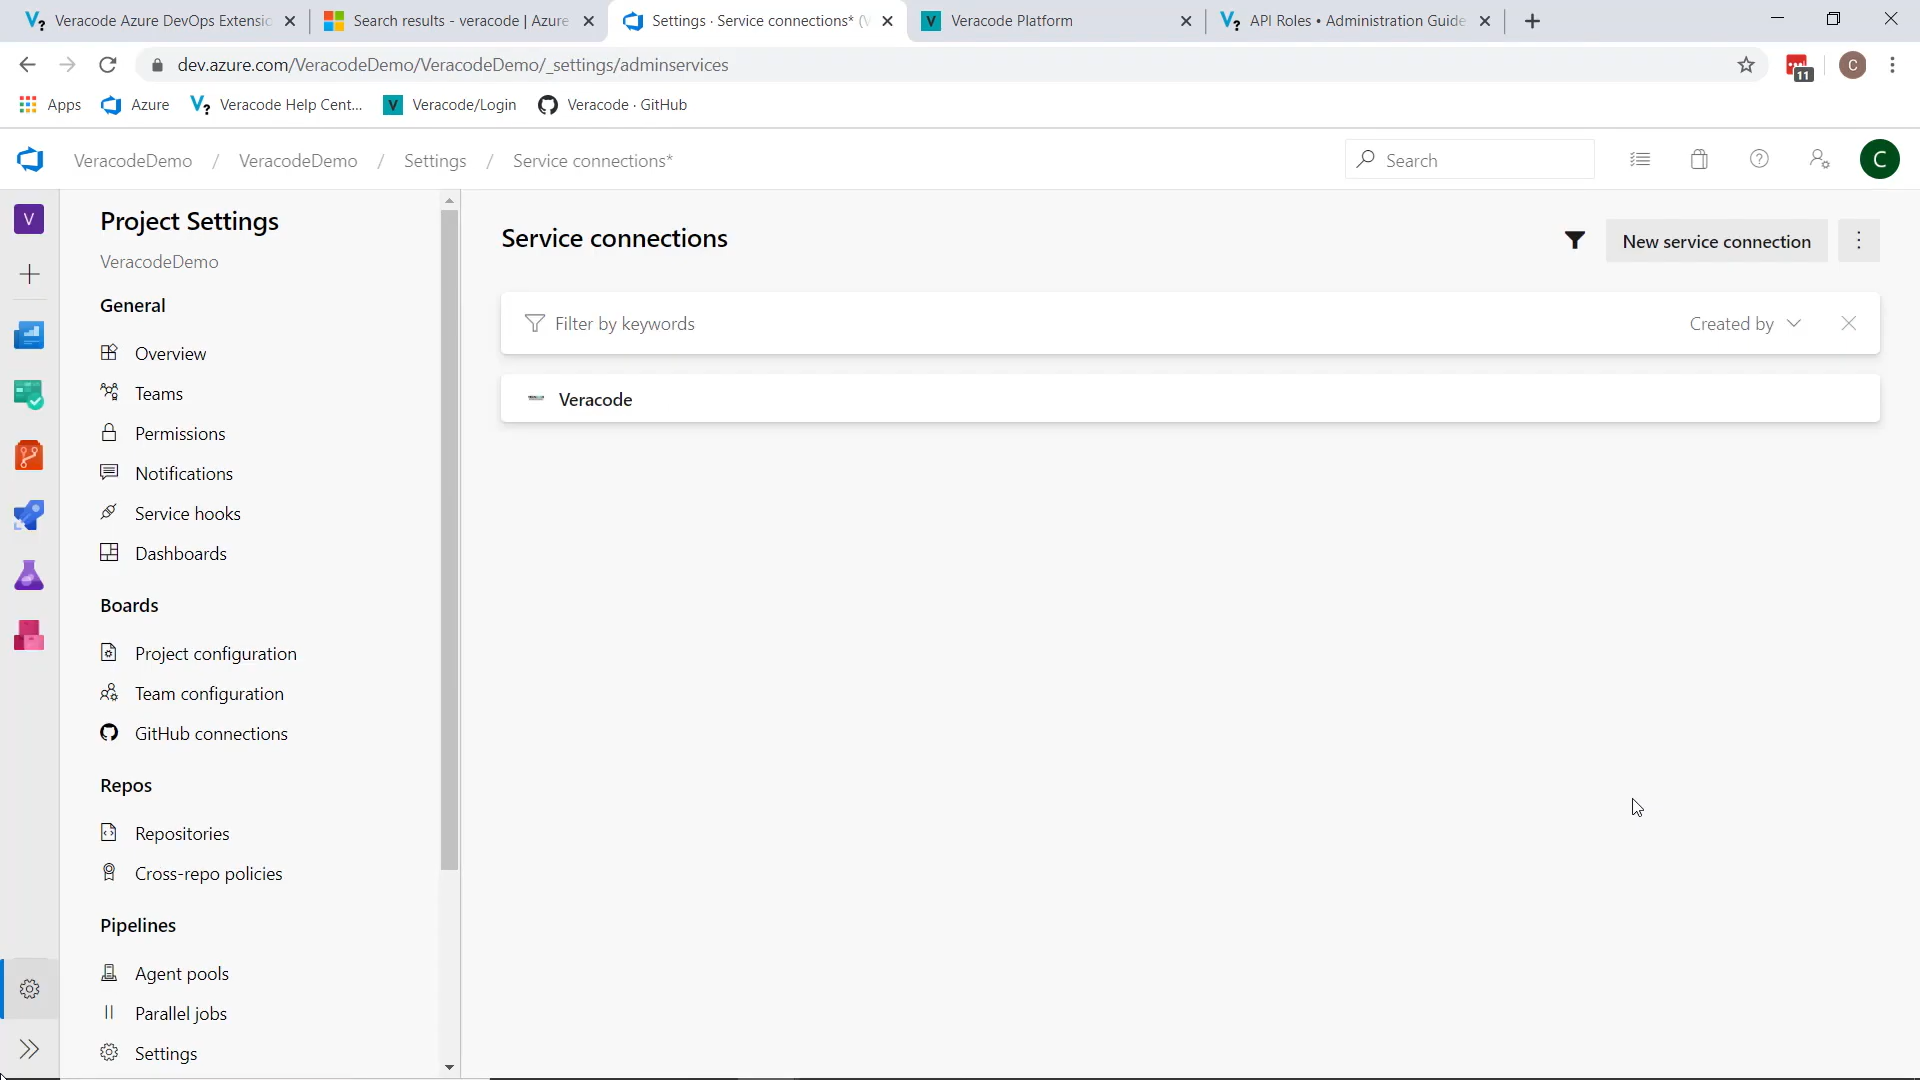 Veracode Azure DevOps Extensic
Search results - veracode | Azure
Settings · Service connections* (V
Veracode Platform
API Roles • Administration Guide
dev.azure.com/VeracodeDemo/VeracodeDemo/_settings/adminservices
11
C
Apps
Azure
Veracode Help Cent...
Veracode/Login
Veracode · GitHub
VeracodeDemo / VeracodeDemo / Settings / Service connections*
Search
C
V
Project Settings
VeracodeDemo
General
Overview
Teams
Permissions
Notifications
Service hooks
Dashboards
Boards
Project configuration
Team configuration
GitHub connections
Repos
Repositories
Cross-repo policies
Pipelines
Agent pools
Parallel jobs
Settings
Service connections
New service connection
Filter by keywords
Created by
Veracode